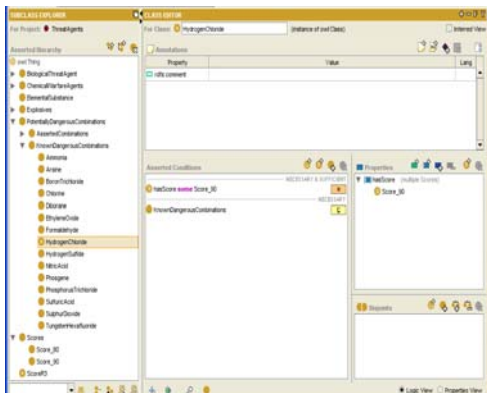 SUBCLASS EXPLORER
For Project: ThreatAgents
Asserted Hierarchy
owl:Thing
BiologicalThreatAgent
ChemicalWarfareAgents
ElementalSubstance
Explosives
PotentiallyDangerousCombinations
AssertedCombinations
KnownDangerousCombinations
Ammonia
Arsine
BoronTrichloride
Chlorine
Diborane
EthyleneOxide
Formaldehyde
HydrogenChloride
HydrogenSulfide
NitricAcid
Phosgene
PhosphorusTrichloride
SulfuricAcid
SulphurDioxide
TungstenHexafluoride
Scores
Score_80
Score_90
CLASS EDITOR
For Class: HydrogenChloride (instance of owl:Class)
Inferred View
Annotations
Property Value Lang
rdfs:comment
Asserted Conditions
NECESSARY & SUFFICIENT
hasScore some
NECESSARY
KnownDangerousCombinations
Properties
hasScore (multiple Scores)
Disjoints
Logic View Properties View